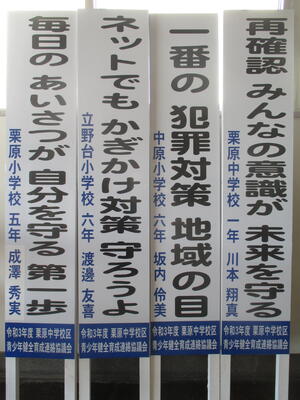 再確認 みんなの意識が 未来を守る
栗原中学校 一年 川本 翔真
令和3年度 栗原中学校区
青少年健全育成連絡協議会
一番の 犯罪対策 地域の目
中原小学校 六年 坂内 伶美
令和3年度 栗原中学校区
青少年健全育成連絡協議会
ネットでも かぎかけ対策 守ろうよ
立野台小学校 六年 渡邊 友喜
令和3年度 栗原中学校区
青少年健全育成連絡協議会
毎日の あいさつが 自分を守る 第一歩
栗原小学校 五年 成澤 秀実
令和3年度 栗原中学校区
青少年健全育成連絡協議会